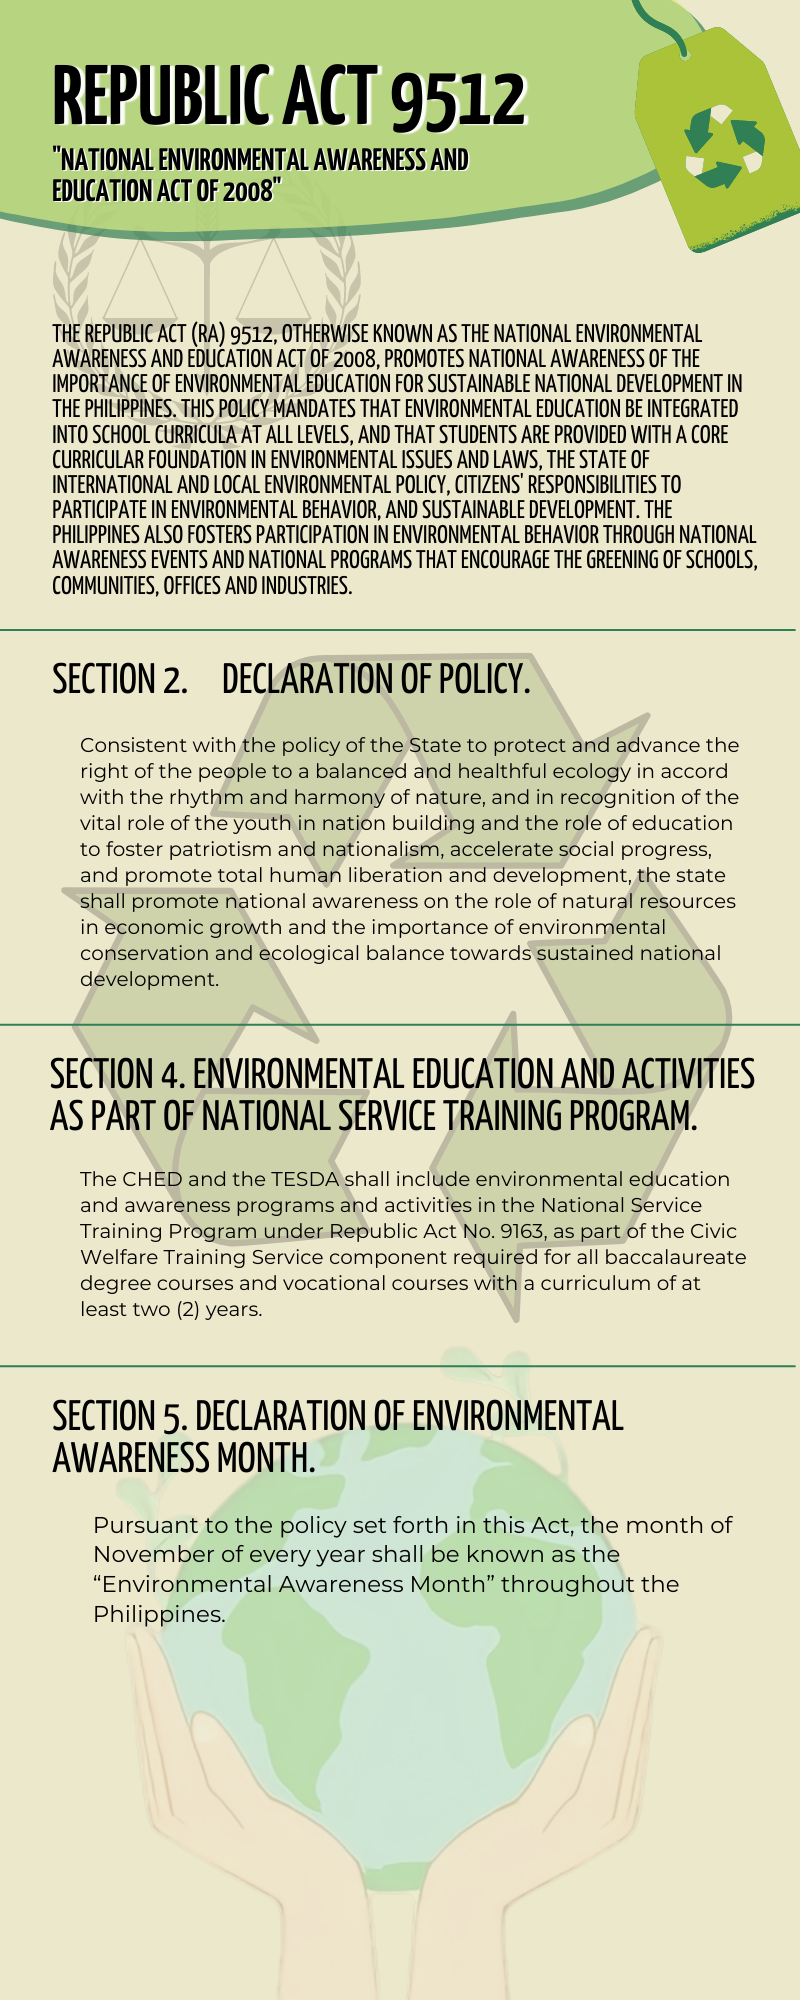 REPUBLIC ACT 9512
"NATIONAL ENVIRONMENTAL AWARENESS AND
EDUCATION ACT OF 2008"
THE REPUBLIC ACT (RA) 9512, OTHERWISE KNOWN AS THE NATIONAL ENVIRONMENTAL
AWARENESS AND EDUCATION ACT OF 2008, PROMOTES NATIONAL AWARENESS OF THE
IMPORTANCE OF ENVIRONMENTAL EDUCATION FOR SUSTAINABLE NATIONAL DEVELOPMENT IN
THE PHILIPPINES. THIS POLICY MANDATES THAT ENVIRONMENTAL EDUCATION BE INTEGRATED
INTO SCHOOL CURRICULA AT ALL LEVELS, AND THAT STUDENTS ARE PROVIDED WITH A CORE
CURRICULAR FOUNDATION IN ENVIRONMENTAL ISSUES AND LAWS, THE STATE OF
INTERNATIONAL AND LOCAL ENVIRONMENTAL POLICY, CITIZENS' RESPONSIBILITIES TO
PARTICIPATE IN ENVIRONMENTAL BEHAVIOR, AND SUSTAINABLE DEVELOPMENT. THE
PHILIPPINES ALSO FOSTERS PARTICIPATION IN ENVIRONMENTAL BEHAVIOR THROUGH NATIONAL
AWARENESS EVENTS AND NATIONAL PROGRAMS THAT ENCOURAGE THE GREENING OF SCHOOLS,
COMMUNITIES, OFFICES AND INDUSTRIES.
SECTION 2. DECLARATION OF POLICY.
Consistent with the policy of the State to protect and advance the
right of the people to a balanced and healthful ecology in accord
with the rhythm and harmony of nature, and in recognition of the
vital role of the youth in nation building and the role of education
to foster patriotism and nationalism, accelerate social progress,
and promote total human liberation and development, the state
shall promote national awareness on the role of natural resources
in economic growth and the importance of environmental
conservation and ecological balance towards sustained national
development.
SECTION 4. ENVIRONMENTAL EDUCATION AND ACTIVITIES
AS PART OF NATIONAL SERVICE TRAINING PROGRAM.
The CHED and the TESDA shall include environmental education
and awareness programs and activities in the National Service
Training Program under Republic Act No. 9163, as part of the Civic
Welfare Training Service component required for all baccalaureate
degree courses and vocational courses with a curriculum of at
least two (2) years.
SECTION 5. DECLARATION OF ENVIRONMENTAL
AWARENESS MONTH.
Pursuant to the policy set forth in this Act, the month of
November of every year shall be known as the
“Environmental Awareness Month” throughout the
Philippines.